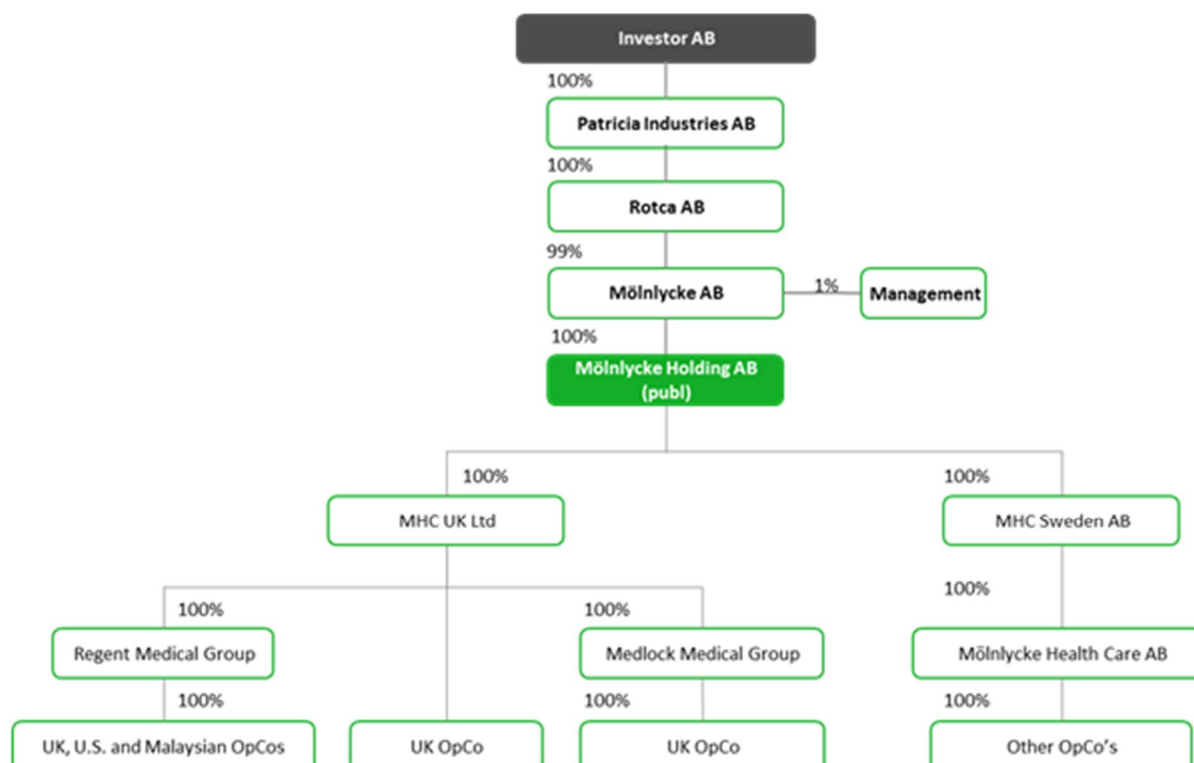 Investor AB
100%
Patricia Industries AB
100%
Rotca AB
99%
Mölnlycke AB
1%
Management
100%
Mölnlycke Holding AB
(publ)
100%
100%
MHC UK Ltd
MHC Sweden AB
100%
100%
100%
Regent Medical Group
Medlock Medical Group
Mölnlycke Health Care AB
100%
100%
100%
UK, U.S. and Malaysian OpCos
UK OpCo
UK OpCo
Other OpCo's